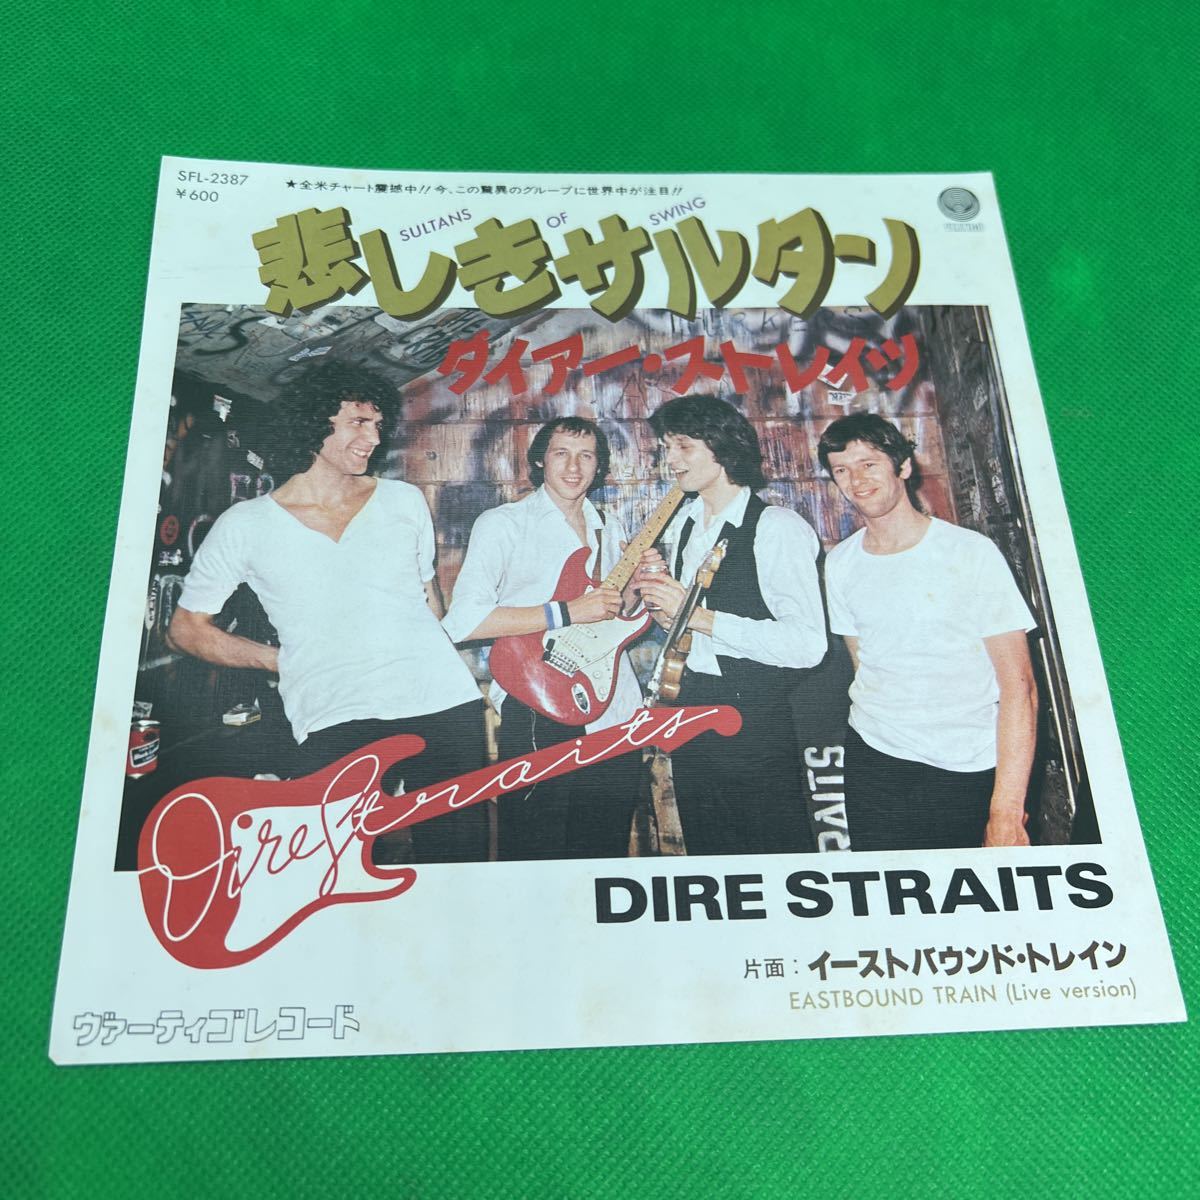 SFL-2387
¥600
★全米チャート震撼中!! 今、この驚異のグループに世界中が注目!!
SULTANS OF SWING
悲しきサルタン
ダイアー・ストレイツ
Dire Straits
RAITS
DIRE STRAITS
片面：イーストバウンド・トレイン
EASTBOUND TRAIN (Live version)
ヴァーティゴレコード